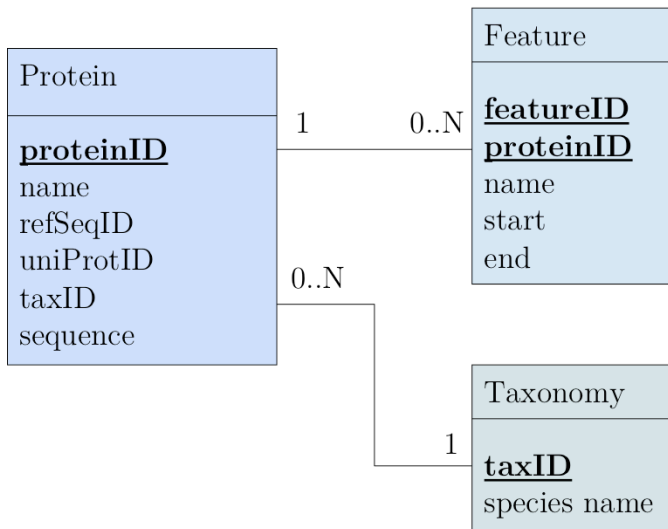 Protein
proteinID
name
refSeqID
uniProtID
taxID
sequence
1
0..N
Feature
featureID
proteinID
name
start
end
0..N
1
Taxonomy
taxID
species name